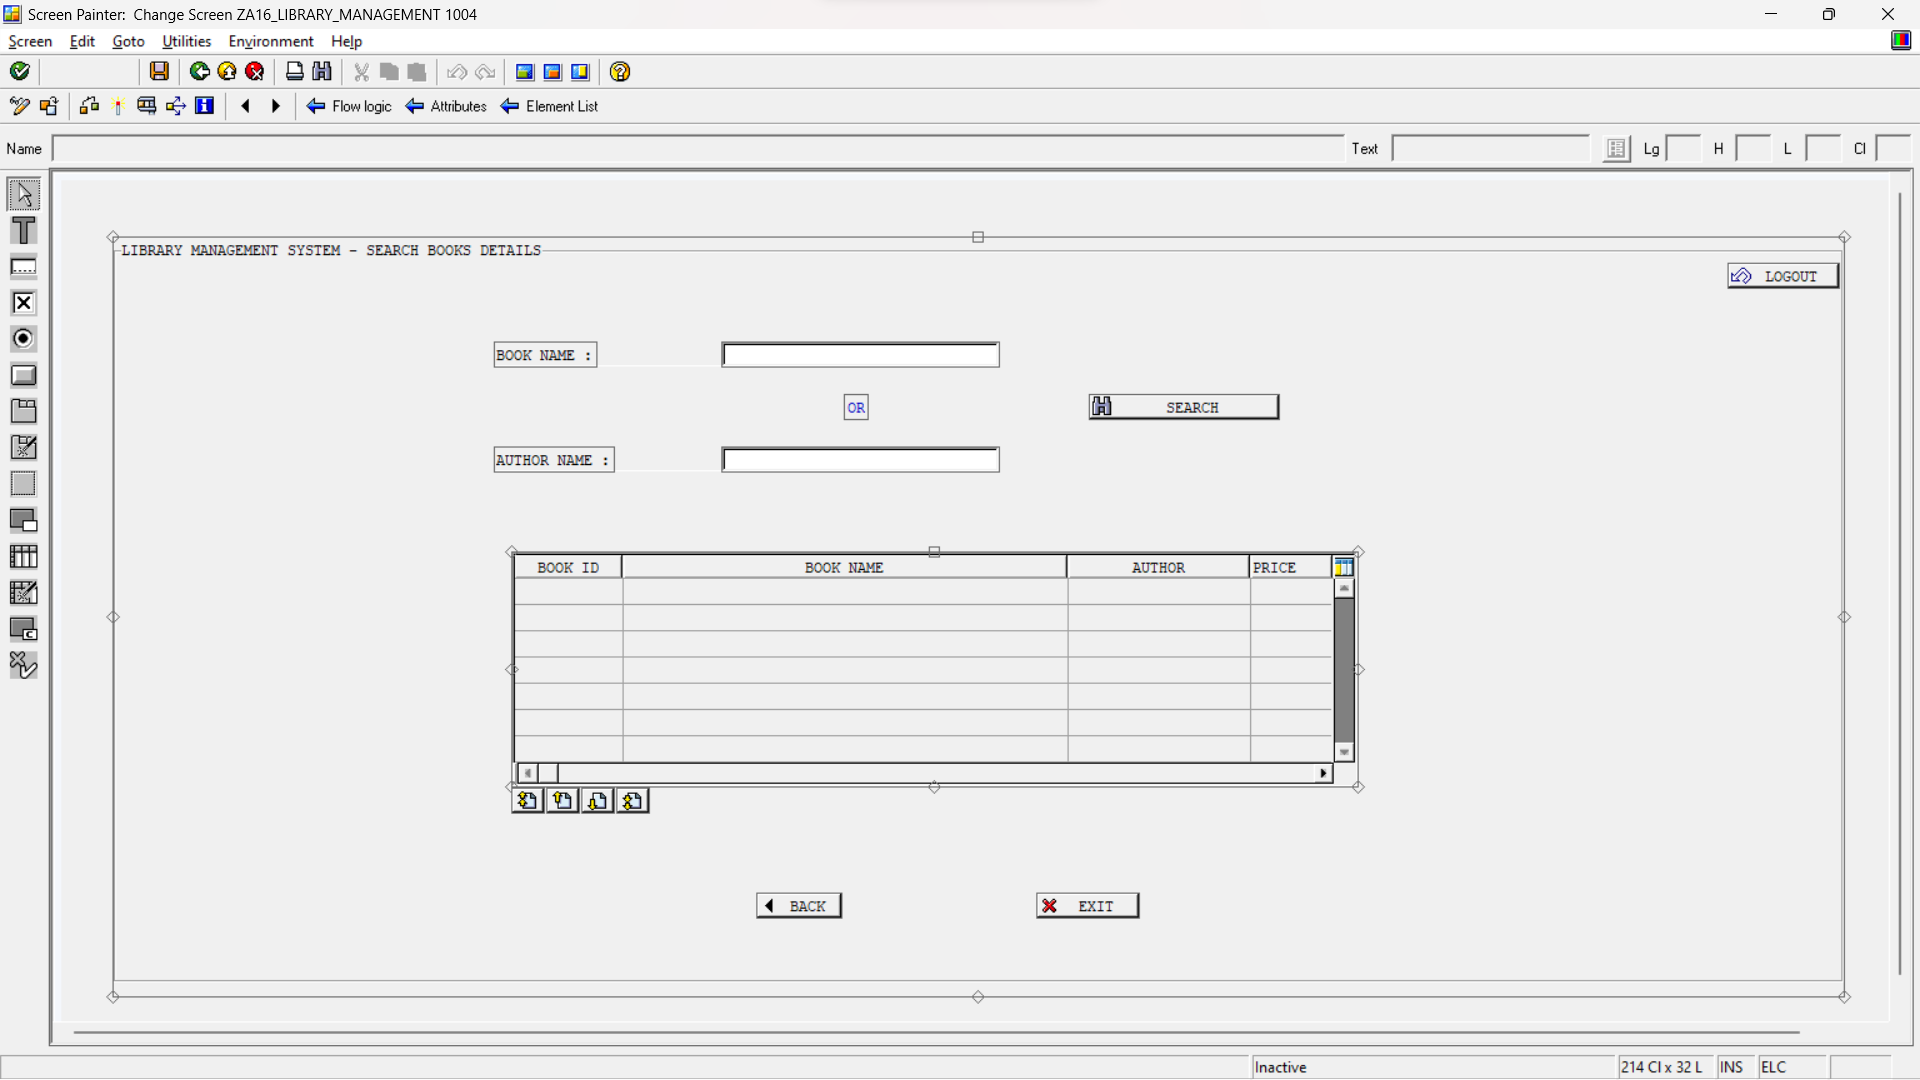 Screen Painter: Change Screen ZA16_LIBRARY_MANAGEMENT 1004
Screen Edit Goto Utilities Environment Help
Flow logic Attributes Element List
Name Text Lg H L Cl
LIBRARY MANAGEMENT SYSTEM - SEARCH BOOKS DETAILS
LOGOUT
BOOK NAME :
OR SEARCH
AUTHOR NAME :
BOOK ID BOOK NAME AUTHOR PRICE
BACK EXIT
Inactive 214 Cl x 32 L INS ELC